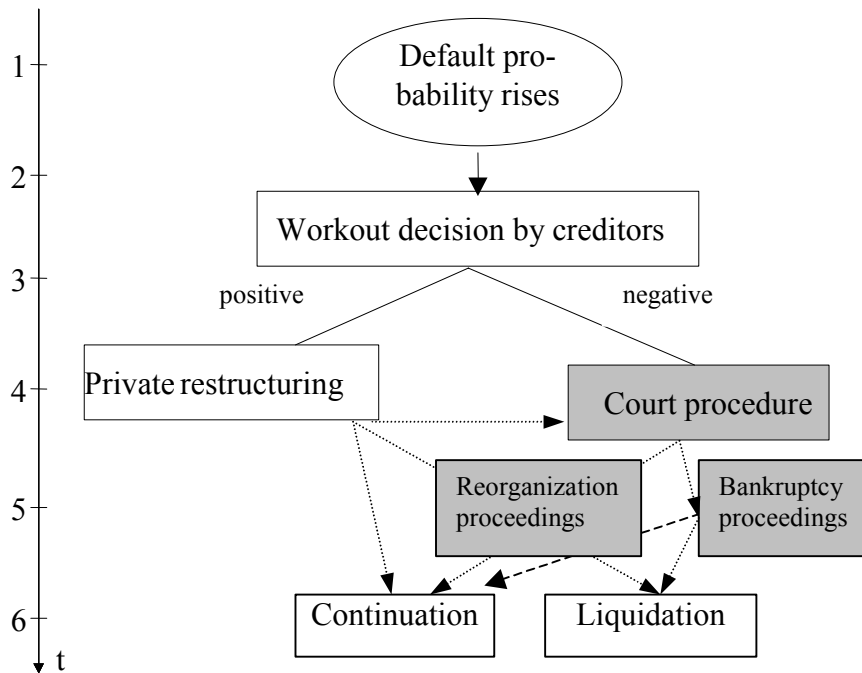 1
Default pro-
bability rises
2
Workout decision by creditors
3
positive
negative
Private restructuring
4
Court procedure
Reorganization
proceedings
Bankruptcy
proceedings
5
Continuation
Liquidation
6
t